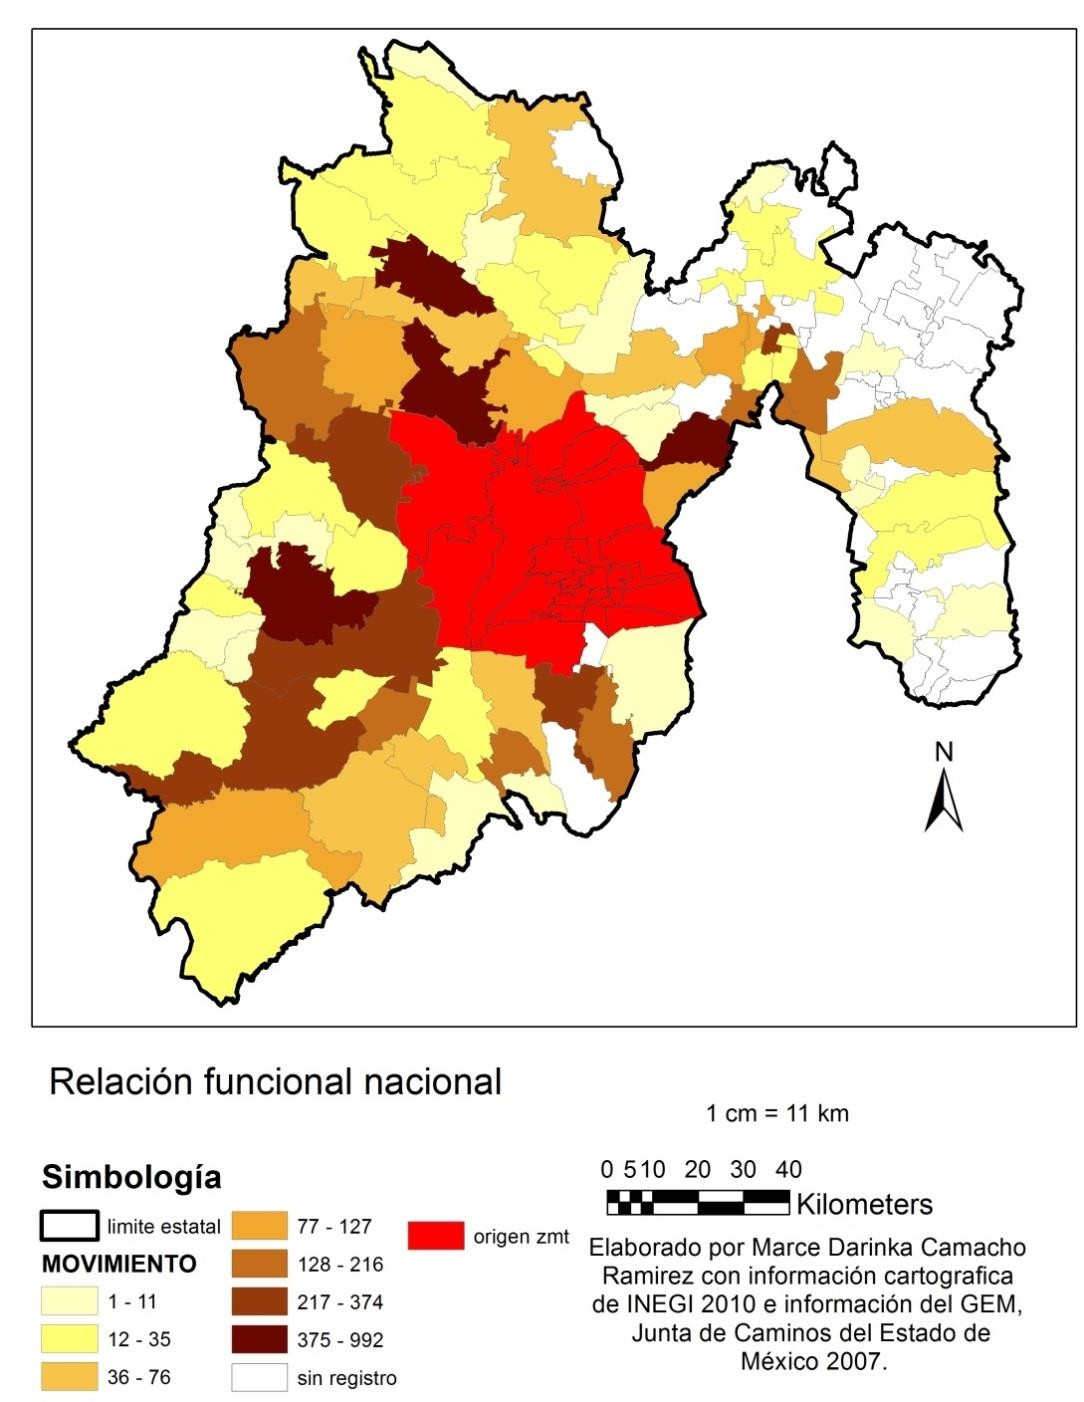 N
Relación funcional nacional
1 cm = 11 km
Simbología
limite estatal
MOVIMIENTO
1 - 11
12 - 35
36 - 76
77 - 127
128 - 216
217 - 374
375 - 992
sin registro
origen zmt
0 5 10 20 30 40
Kilometers
Elaborado por Marce Darinka Camacho
Ramirez con información cartografica
de INEGI 2010 e información del GEM,
Junta de Caminos del Estado de
México 2007.